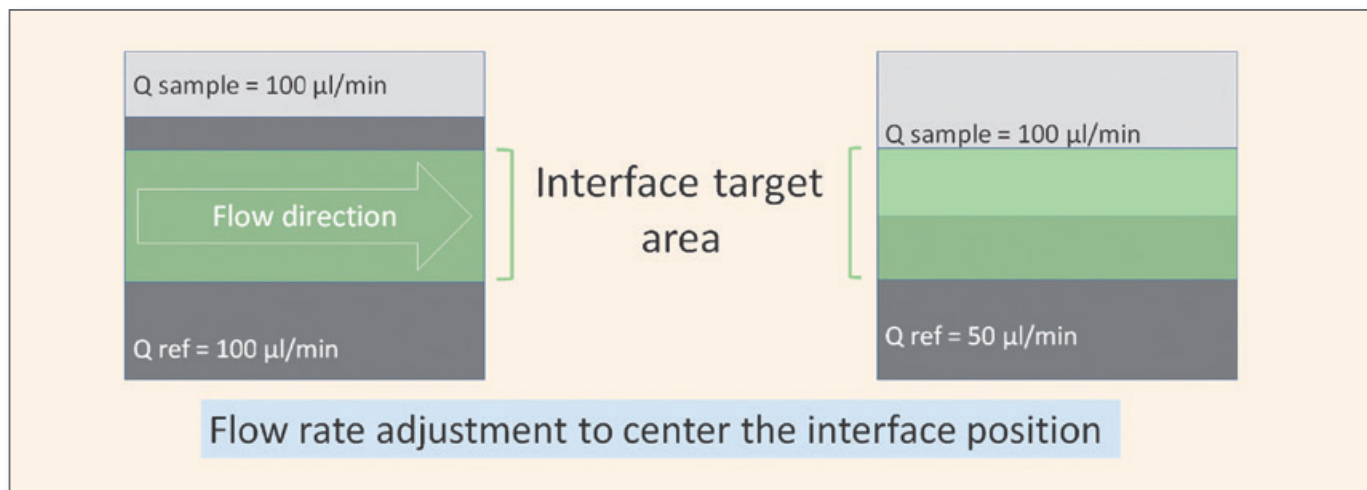 Q sample = 100 µl/min
Flow direction
Q ref = 100 µl/min
Interface target
area
Q sample = 100 µl/min
Q ref = 50 µl/min
Flow rate adjustment to center the interface position